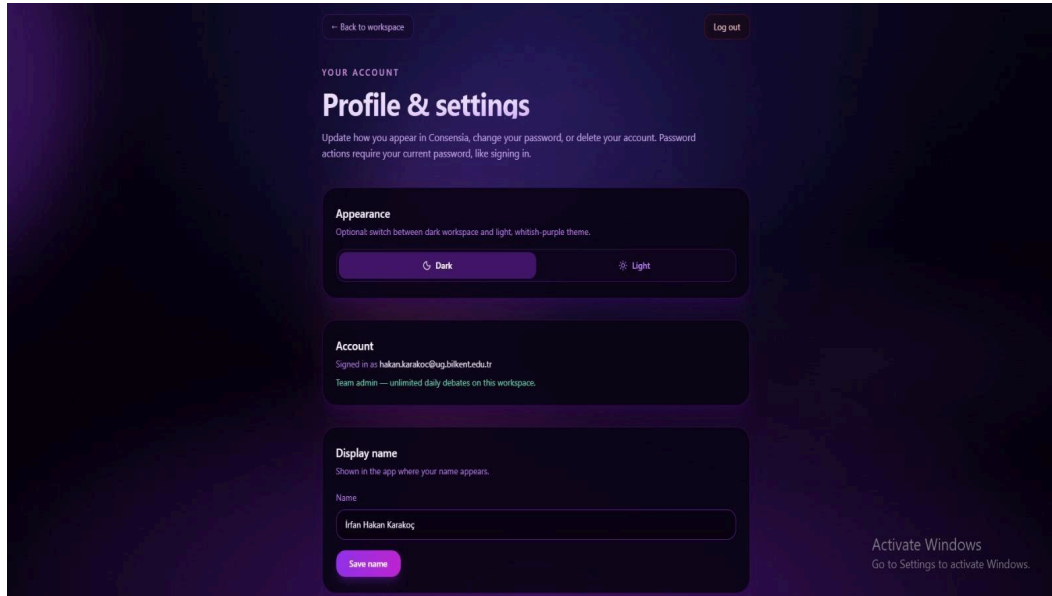 ← Back to workspace
Log out
YOUR ACCOUNT
Profile & settings
Update how you appear in Consensia, change your password, or delete your account. Password
actions require your current password, like signing in.
Appearance
Optional: switch between dark workspace and light, whitish-purple theme.
Dark
Light
Account
Signed in as hakan.karakoc@ug.bilkent.edu.tr
Team admin — unlimited daily debates on this workspace.
Display name
Shown in the app where your name appears.
Name
İrfan Hakan Karakoç
Save name
Activate Windows
Go to Settings to activate Windows.